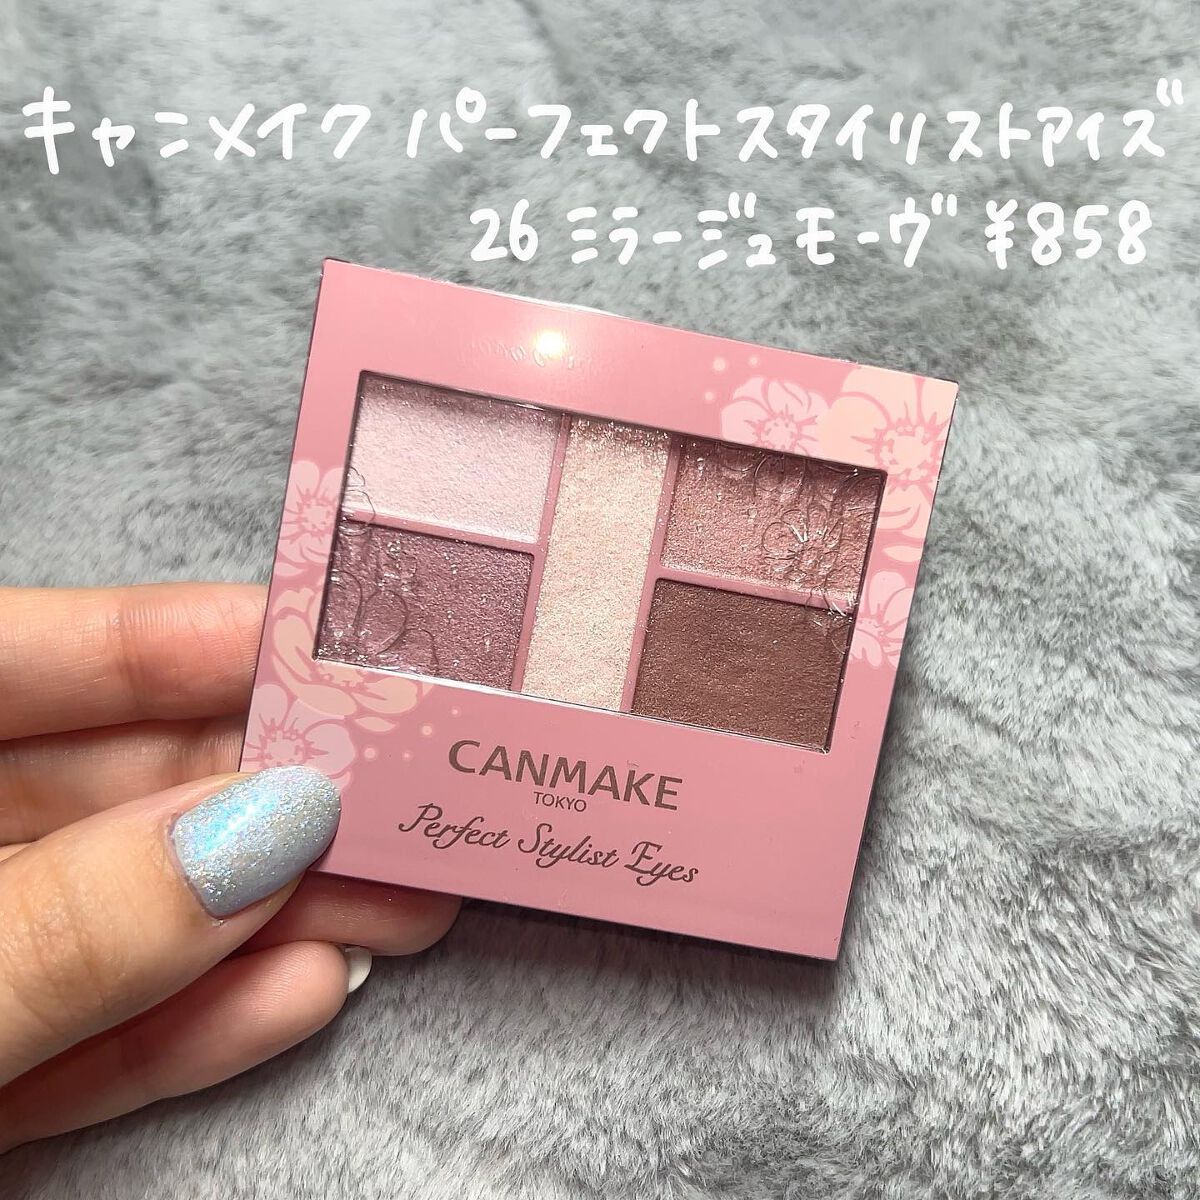 キャンメイク パーフェクトスタイリストアイズ
26 ミラージュモーヴ ¥858
CANMAKE
TOKYO
Perfect Stylist Eyes